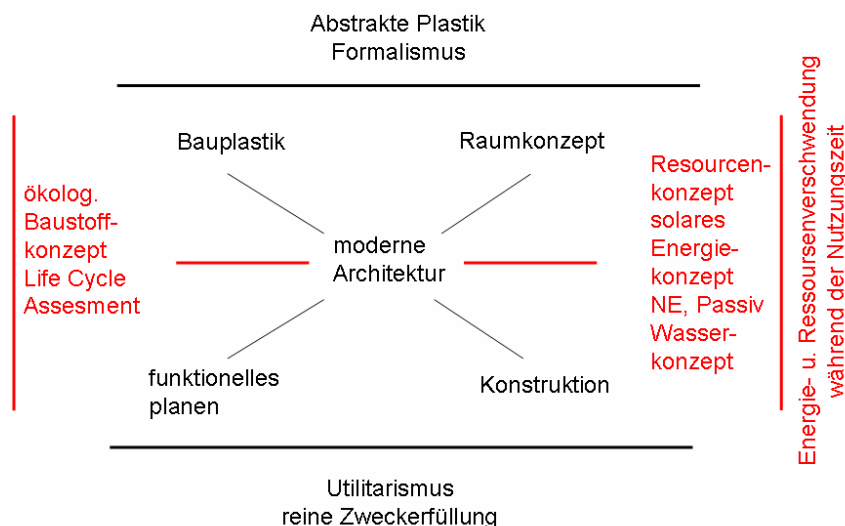 Abstrakte Plastik
Formalismus
Bauplastik
Raumkonzept
ökolog.
Baustoff-
konzept
Life Cycle
Assesment
moderne
Architektur
Resourcen-
konzept
solares
Energie-
konzept
NE, Passiv
Wasser-
konzept
Energie- u. Ressoursenverschwendung
während der Nutzungszeit
funktionelles
planen
Konstruktion
Utilitarismus
reine Zweckerfüllung